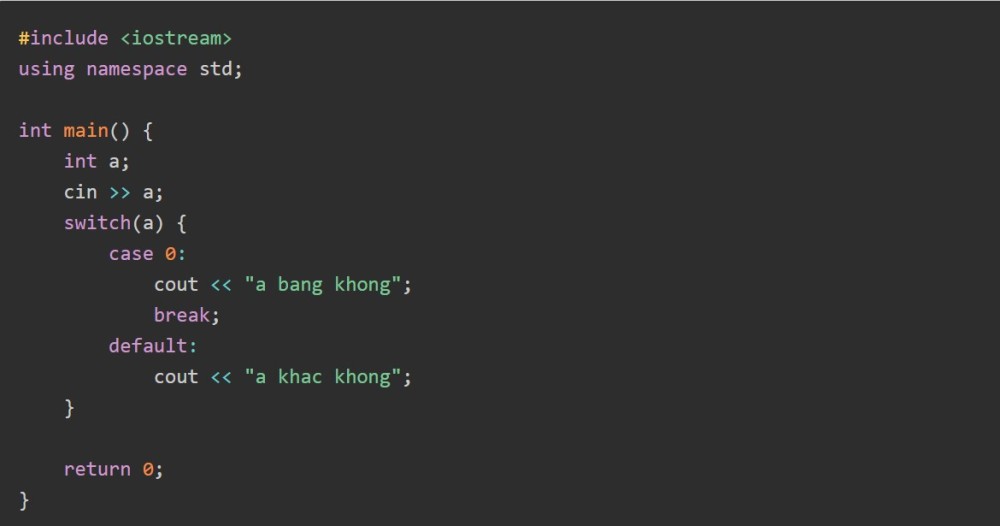 #include <iostream>
using namespace std;

int main() {
    int a;
    cin >> a;
    switch(a) {
        case 0:
            cout << "a bang khong";
            break;
        default:
            cout << "a khac khong";
    }

    return 0;
}